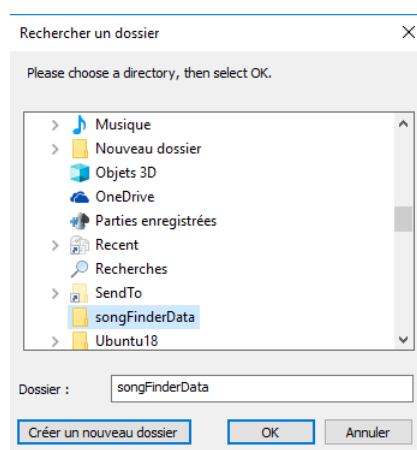 Rechercher un dossier
Please choose a directory, then select OK.
Musique
Nouveau dossier
Objets 3D
OneDrive
Parties enregistrées
Recent
Recherches
SendTo
songFinderData
Ubuntu18
Dossier : songFinderData
Créer un nouveau dossier OK Annuler